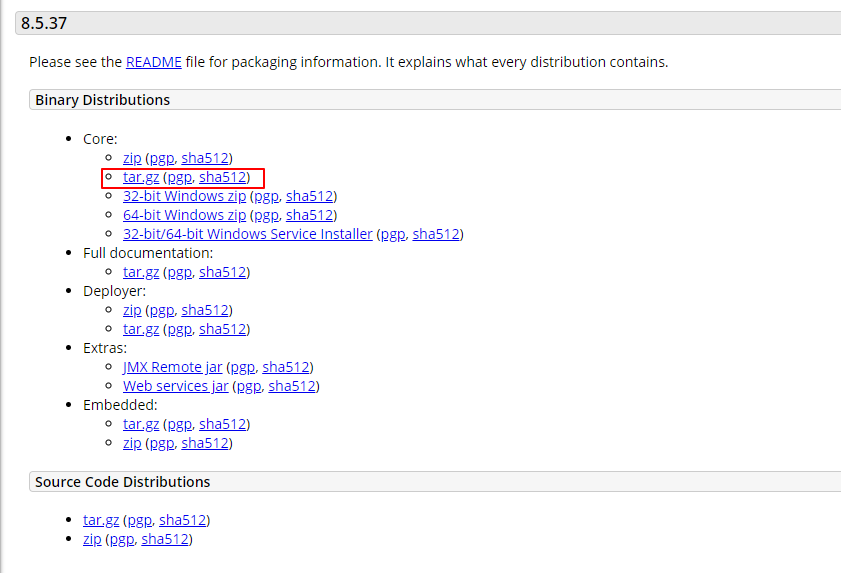 8.5.37
Please see the README file for packaging information. It explains what every distribution contains.
Binary Distributions
Core:
zip (pgp, sha512)
tar.gz (pgp, sha512)
32-bit Windows zip (pgp, sha512)
64-bit Windows zip (pgp, sha512)
32-bit/64-bit Windows Service Installer (pgp, sha512)
Full documentation:
tar.gz (pgp, sha512)
Deployer:
zip (pgp, sha512)
tar.gz (pgp, sha512)
Extras:
JMX Remote jar (pgp, sha512)
Web services jar (pgp, sha512)
Embedded:
tar.gz (pgp, sha512)
zip (pgp, sha512)
Source Code Distributions
tar.gz (pgp, sha512)
zip (pgp, sha512)